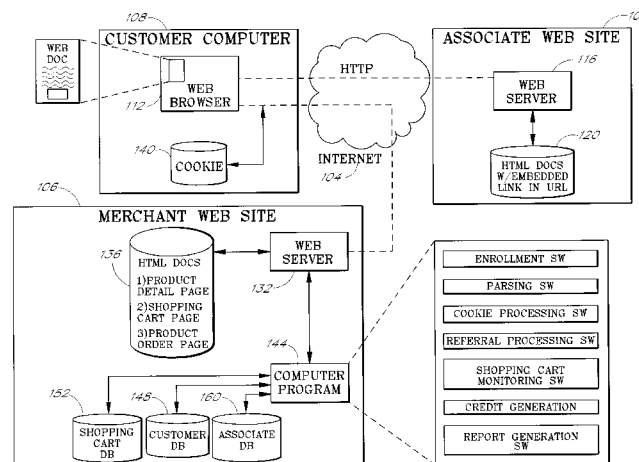 108
CUSTOMER COMPUTER
WEB
DOC
112
WEB
BROWSER
140
COOKIE
HTTP
INTERNET
104
ASSOCIATE WEB SITE
116
WEB
SERVER
120
HTML DOCS
W/EMBEDDED
LINK IN URL
106
MERCHANT WEB SITE
136
HTML DOCS
1)PRODUCT
DETAIL PAGE
2)SHOPPING
CART PAGE
3)PRODUCT
ORDER PAGE
WEB
SERVER
132
144
COMPUTER
PROGRAM
152
SHOPPING
CART
DB
148
CUSTOMER
DB
160
ASSOCIATE
DB
ENROLLMENT SW
PARSING SW
COOKIE PROCESSING SW
REFERRAL PROCESSING SW
SHOPPING CART
MONITORING SW
CREDIT GENERATION
REPORT GENERATION
SW